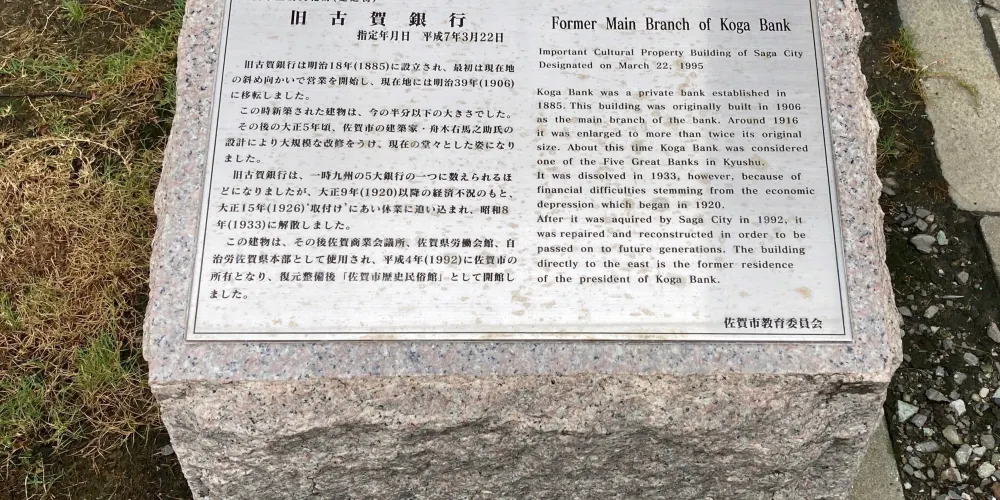 旧古賀銀行
指定年月日 平成7年3月22日
旧古賀銀行は明治18年(1885)に設立され、最初は現在地
の斜め向かいで営業を開始し、現在地には明治39年(1906)
に移転しました。
この時新築された建物は、今の半分以下の大きさでした。
その後の大正5年頃、佐賀市の建築家・舟木右馬之助氏の
設計により大規模な改修をうけ、現在の堂々とした姿になり
ました。
旧古賀銀行は、一時九州の5大銀行の一つに数えられるほ
どになりましたが、大正9年(1920)以降の経済不況のもと、
大正15年(1926)"取付け"にあい休業に追い込まれ、昭和8
年(1933)に解散しました。
この建物は、その後佐賀商業会議所、佐賀県労働会館、自
治労佐賀県本部として使用され、平成4年(1992)に佐賀市の
所有となり、復元整備後「佐賀市歴史民俗館」として開館し
ました。
Former Main Branch of Koga Bank
Important Cultural Property Building of Saga City
Designated on March 22, 1995
Koga Bank was a private bank established in
1885. This building was originally built in 1906
as the main branch of the bank. Around 1916
it was enlarged to more than twice its original
size. About this time Koga Bank was considered
one of the Five Great Banks in Kyushu.
It was dissolved in 1933, however, because of
financial difficulties stemming from the economic
depression which began in 1920.
After it was aquired by Saga City in 1992, it
was repaired and reconstructed in order to be
passed on to future generations. The building
directly to the east is the former residence
of the president of Koga Bank.
佐賀市教育委員会